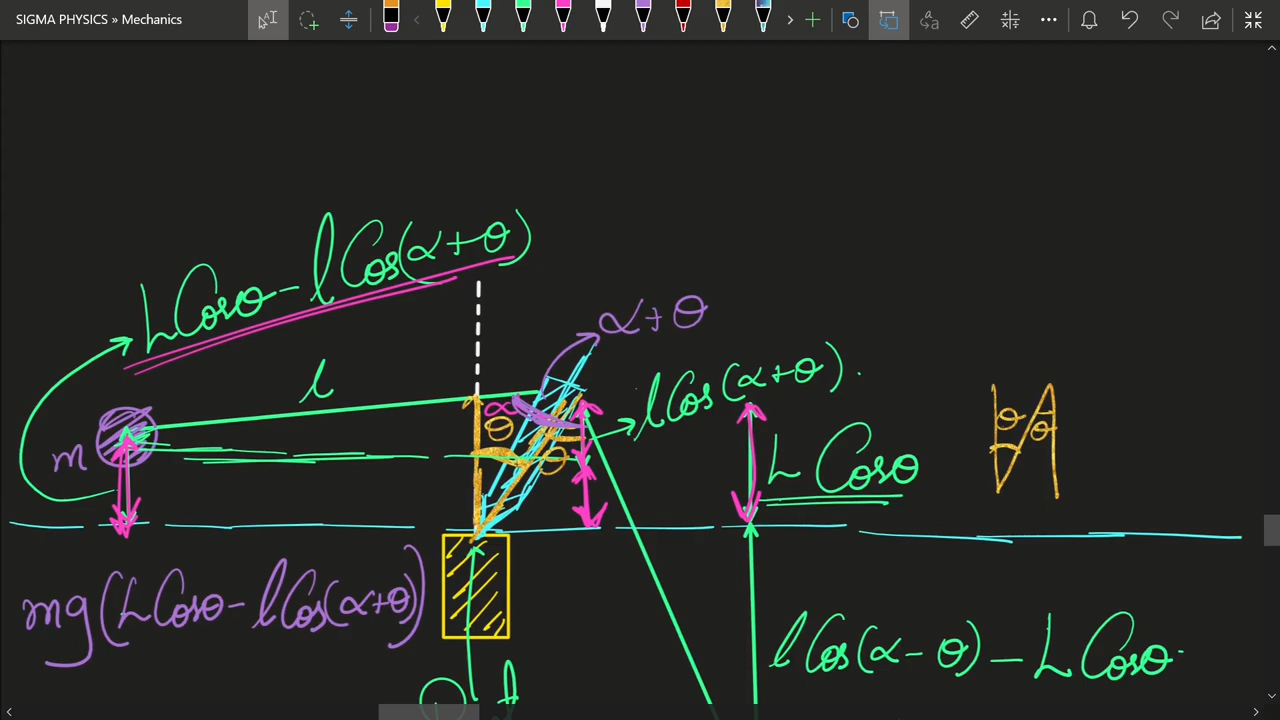 SIGMA PHYSICS » Mechanics
LCosθ - lCos(α+θ)
α+θ
l
lCos(α+θ).
α
θ
θ
m
LCosθ
θ
θ
mg(LCosθ - lCos(α+θ))
lCos(α-θ) - LCosθ